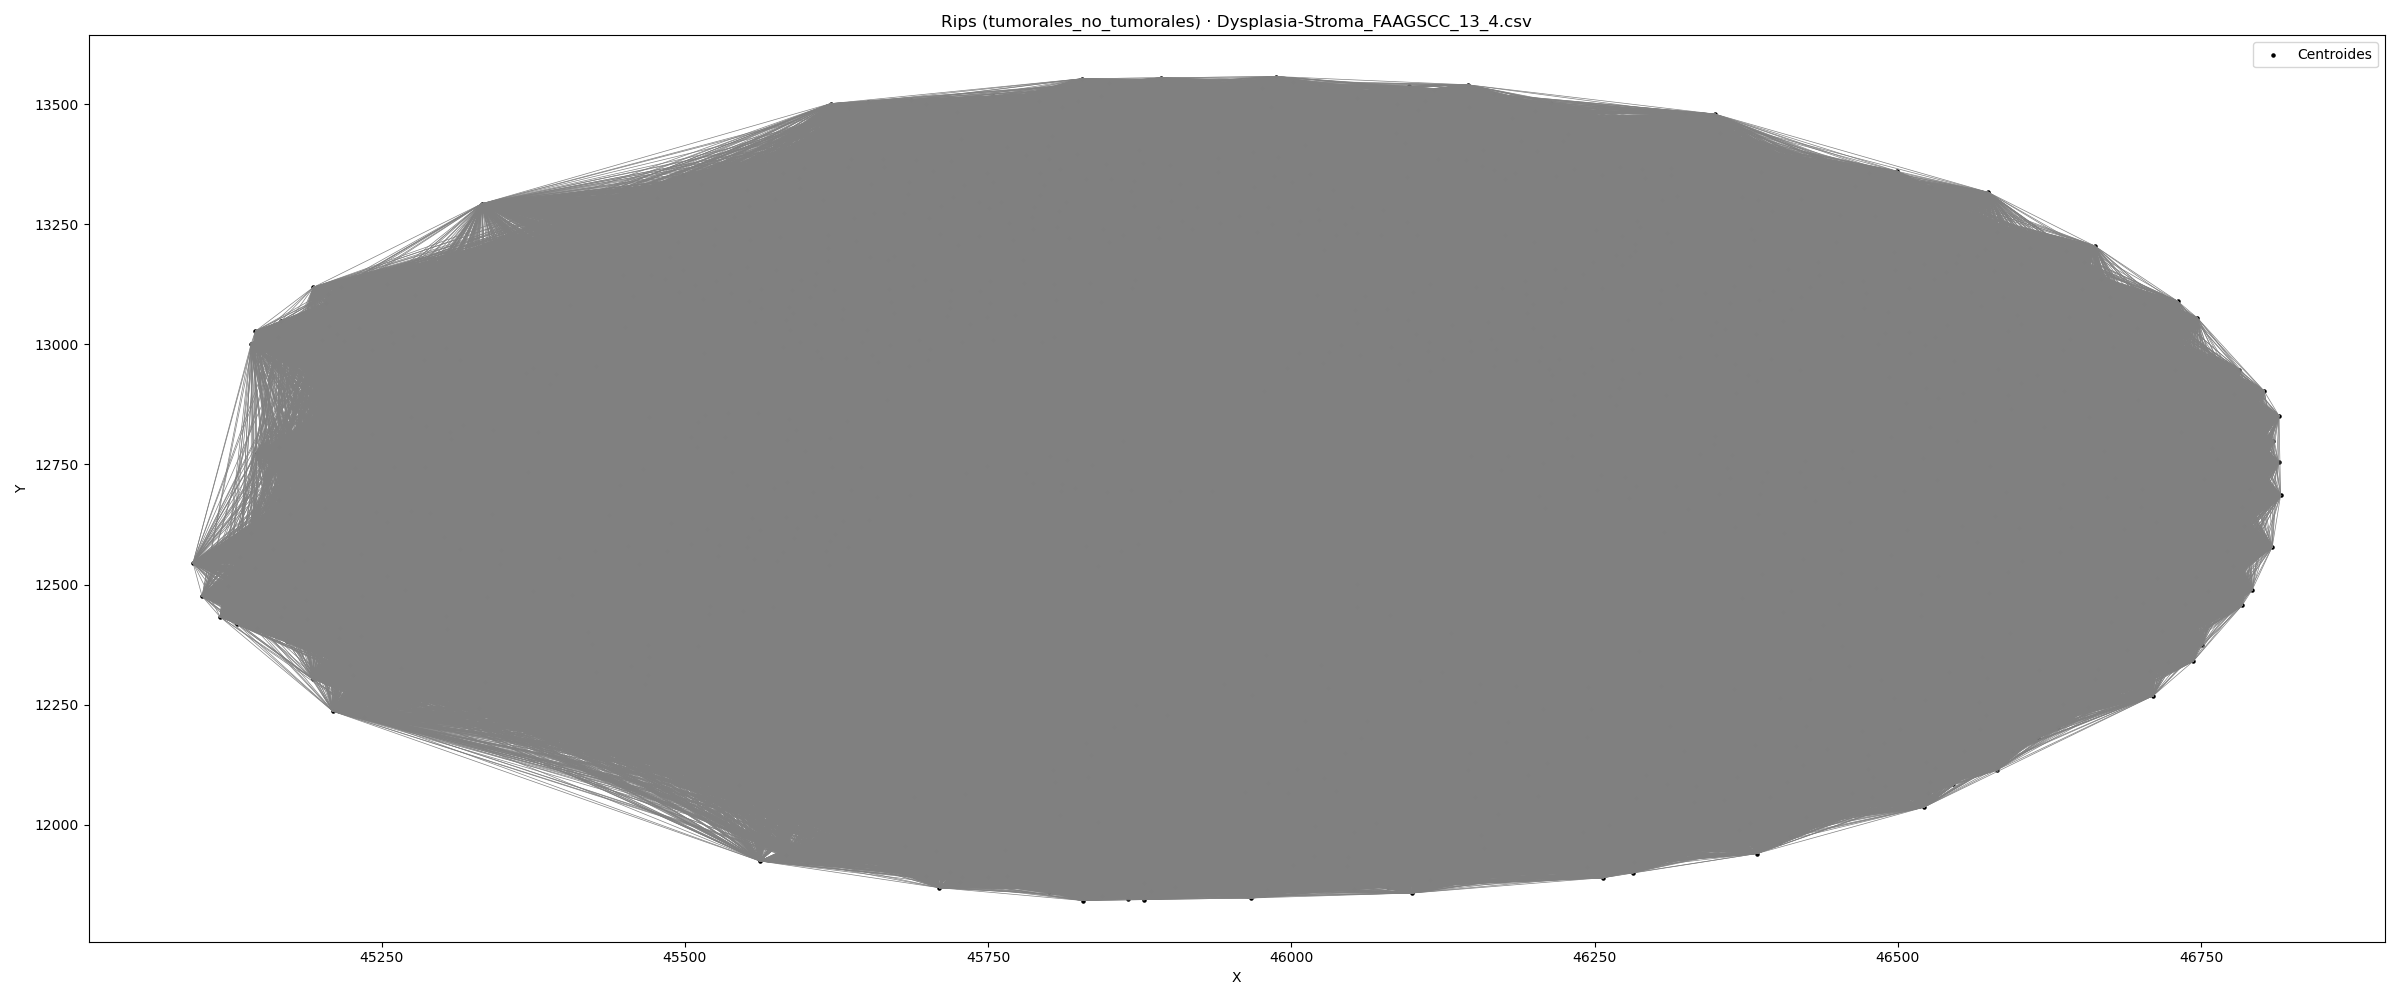 Rips (tumorales_no_tumorales) · Dysplasia-Stroma_FAAGSCC_13_4.csv
Centroides
13500
13250
13000
12750
12500
12250
12000
Y
45250 45500 45750 46000 46250 46500 46750
X